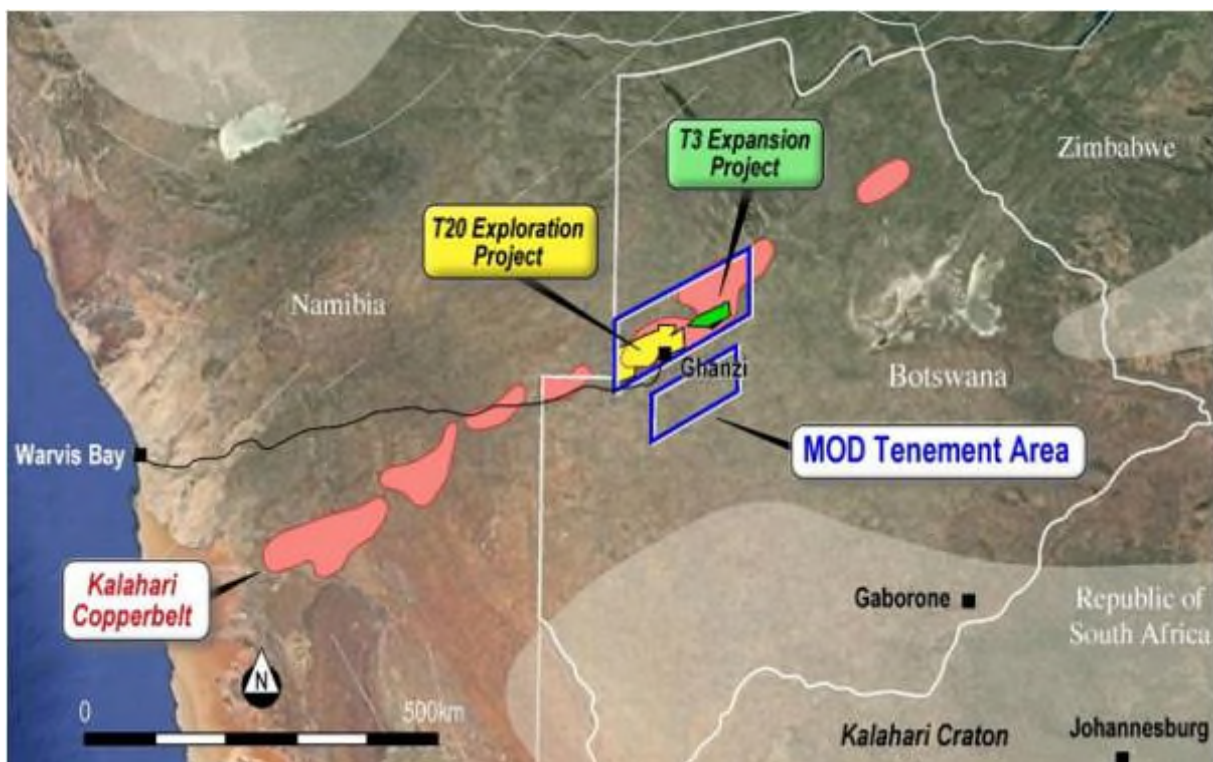 Zimbabwe
T3 Expansion
Project
T20 Exploration
Project
Namibia
Ghanzi
Botswana
MOD Tenement Area
Warvis Bay
Kalahari
Copperbelt
Gaborone
Republic of
South Africa
N
0 500km
Kalahari Craton
Johannesburg